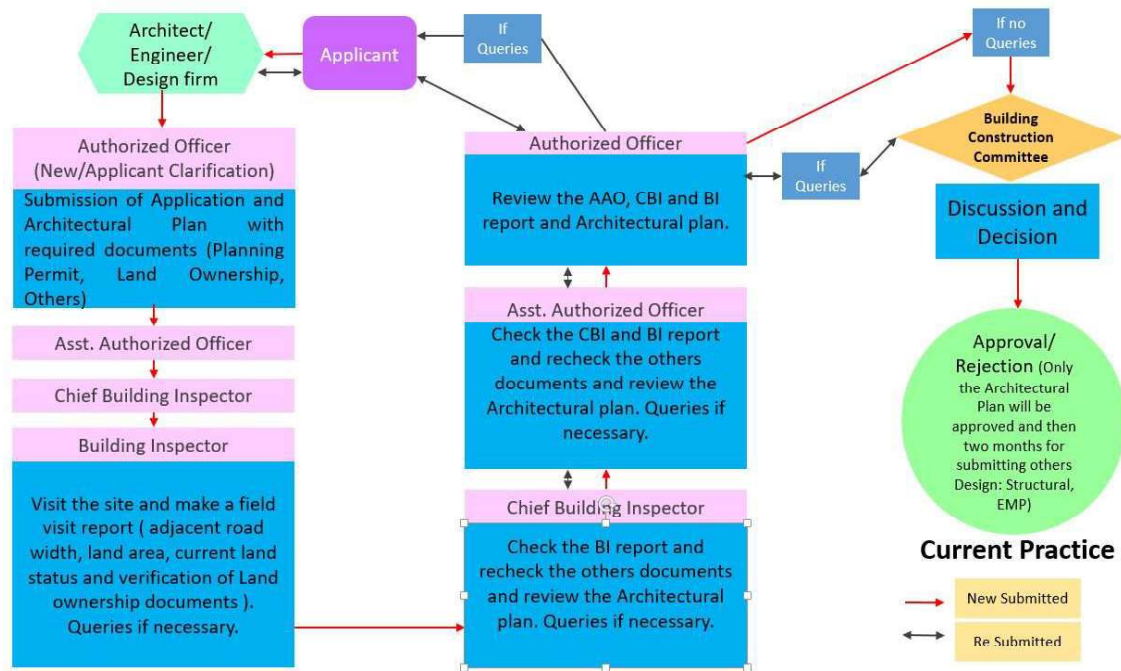 Architect/
Engineer/
Design firm
Applicant
If
Queries
If no
Queries
Authorized Officer
(New/Applicant Clarification)
Submission of Application and
Architectural Plan with
required documents (Planning
Permit, Land Ownership,
Others)
Asst. Authorized Officer
Chief Building Inspector
Building Inspector
Visit the site and make a field
visit report ( adjacent road
width, land area, current land
status and verification of Land
ownership documents ).
Queries if necessary.
Authorized Officer
Review the AAO, CBI and BI
report and Architectural plan.
Asst. Authorized Officer
Check the CBI and BI report
and recheck the others
documents and review the
Architectural plan. Queries if
necessary.
Chief Building Inspector
Check the BI report and
recheck the others documents
and review the Architectural
plan. Queries if necessary.
If
Queries
Building
Construction
Committee
Discussion and
Decision
Approval/
Rejection (Only
the Architectural
Plan will be
approved and then
two months for
submitting others
Design: Structural,
EMP)
Current Practice
New Submitted
Re Submitted